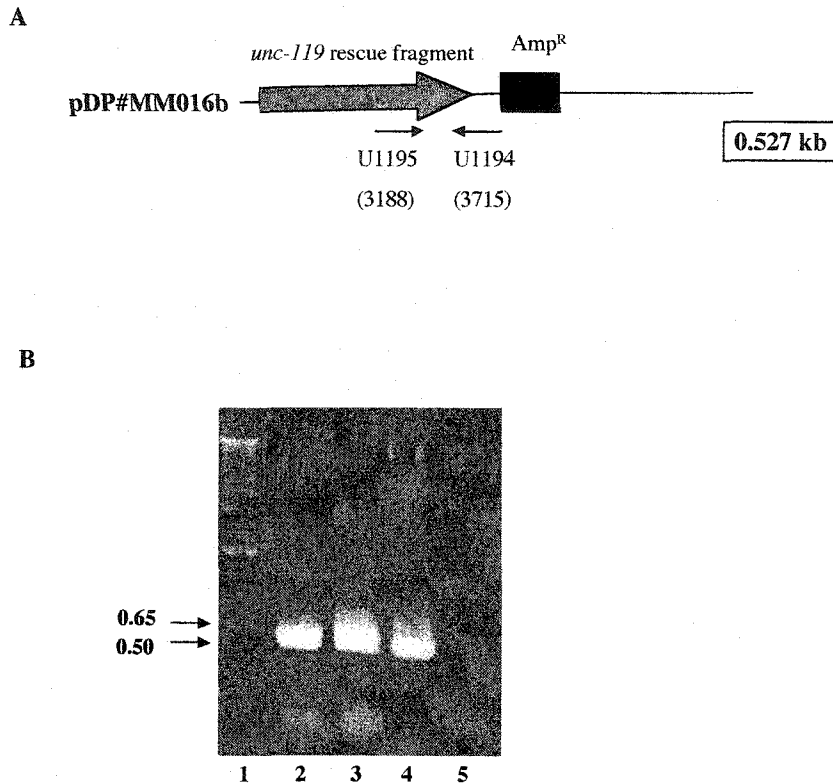 A
unc-119 rescue fragment
Amp^R
pDP#MM016b
0.527 kb
U1195 U1194
(3188) (3715)
B
0.65
0.50
1 2 3 4 5